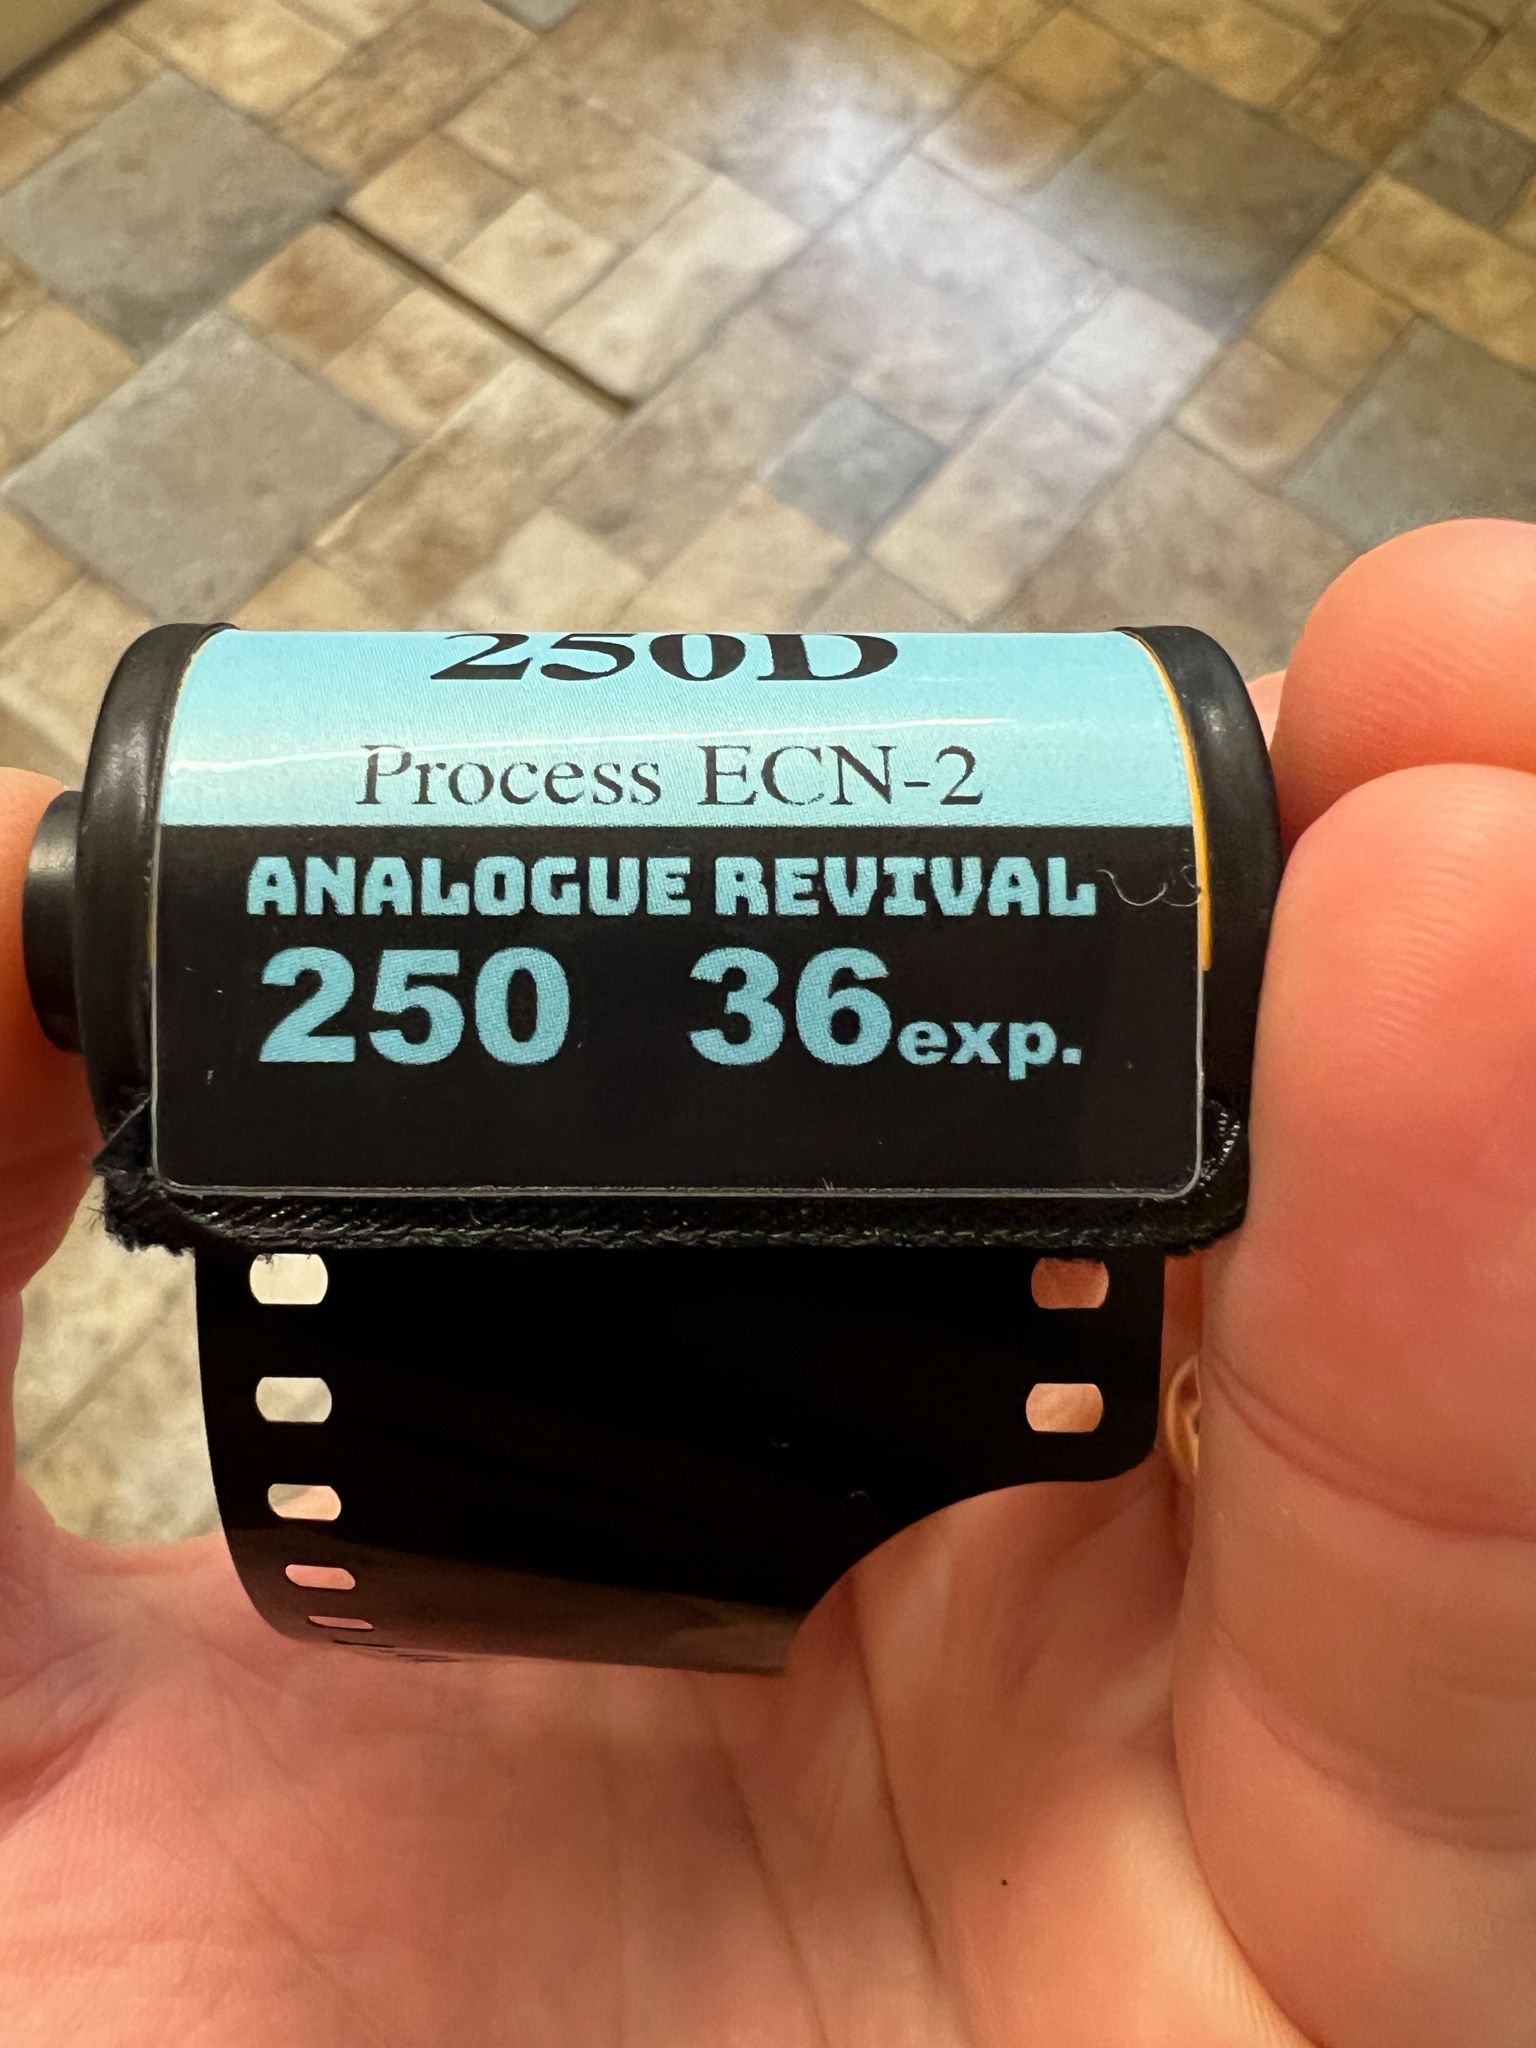 250D
Process ECN-2
ANALOGUE REVIVAL
250 36exp.